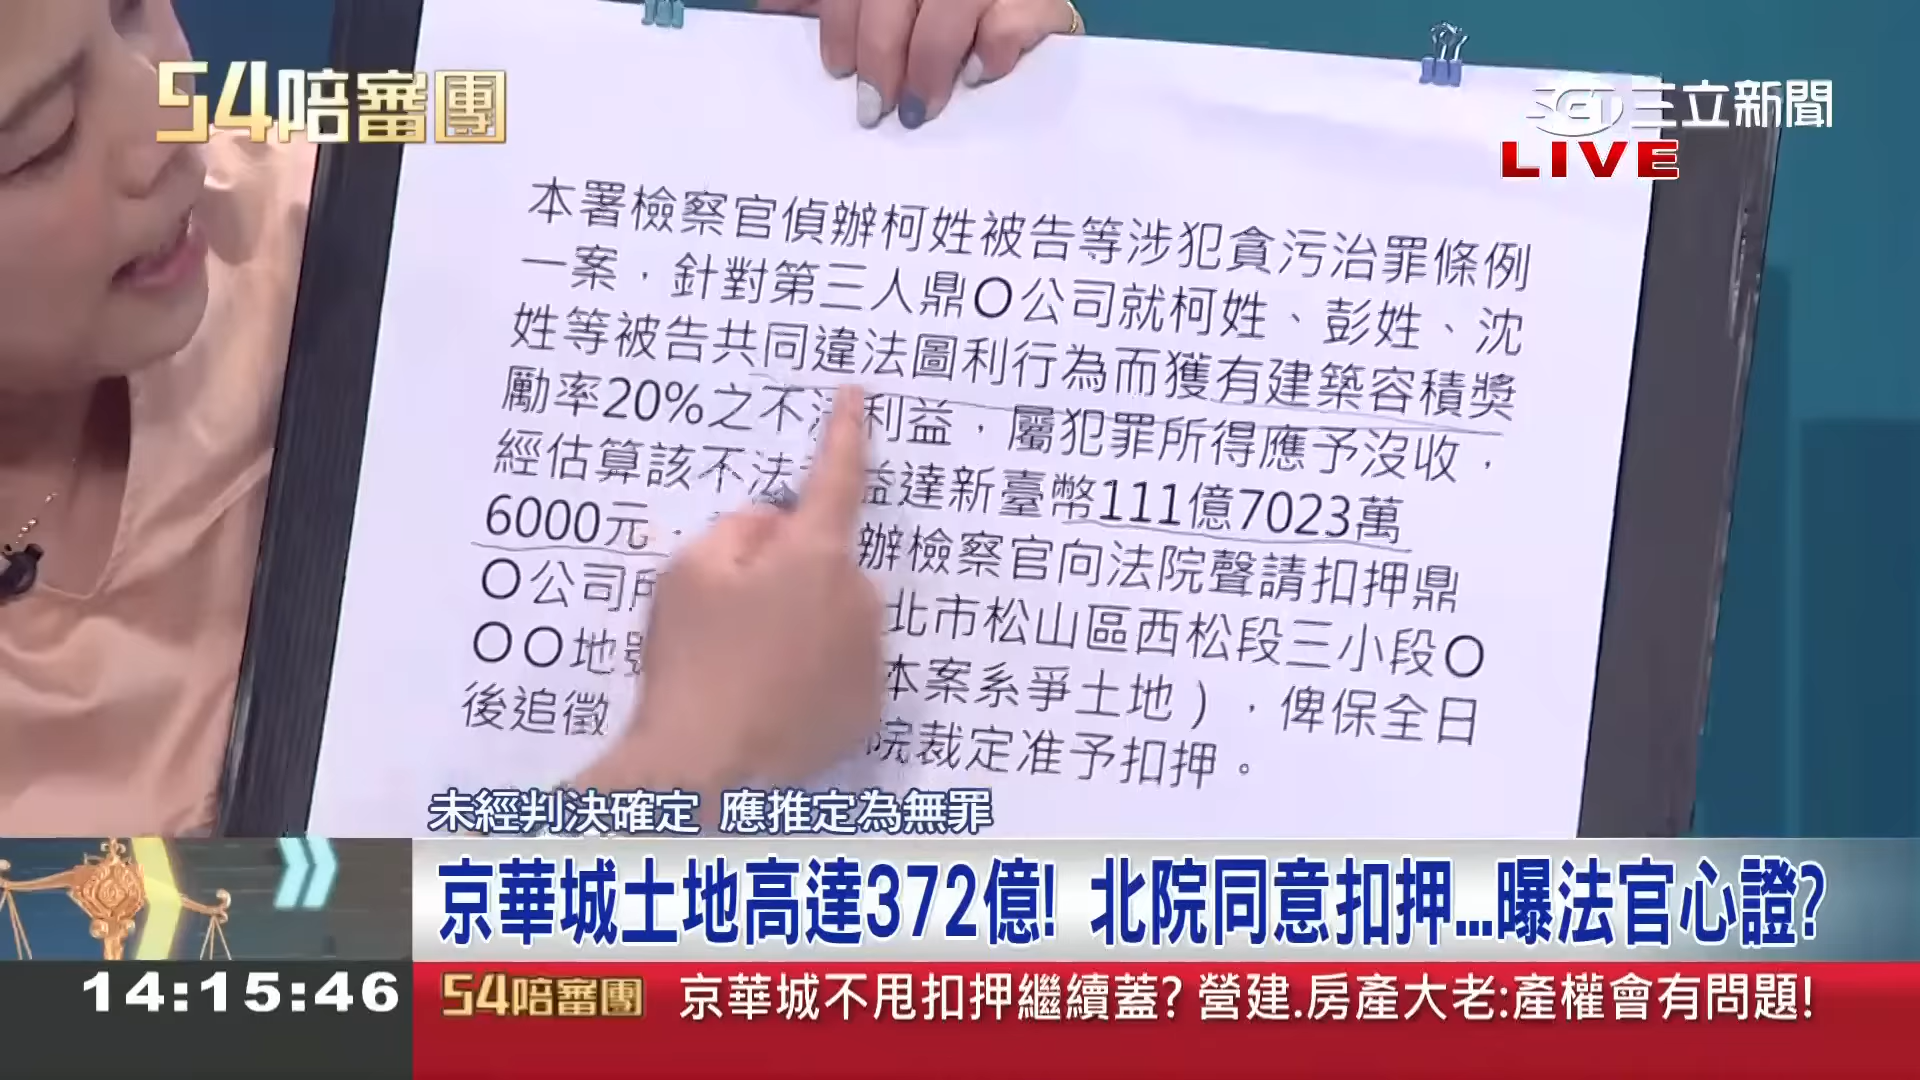 54陪審團
SET三立新聞
LIVE
本署檢察官偵辦柯姓被告等涉犯貪污治罪條例
一案，針對第三人鼎O公司就柯姓、彭姓、沈
姓等被告共同違法圖利行為而獲有建築容積獎
勵率20%之不法利益，屬犯罪所得應予沒收，
經估算該不法 益達新臺幣111億7023萬
6000元， 辦檢察官向法院聲請扣押鼎
O公司所 北市松山區西松段三小段O
OO地號 本案系爭土地），俾保全日
後追徵 院裁定准予扣押。
未經判決確定 應推定為無罪
京華城土地高達372億! 北院同意扣押...曝法官心證?
14:15:46
54陪審團 京華城不甩扣押繼續蓋? 營建.房產大老:產權會有問題!